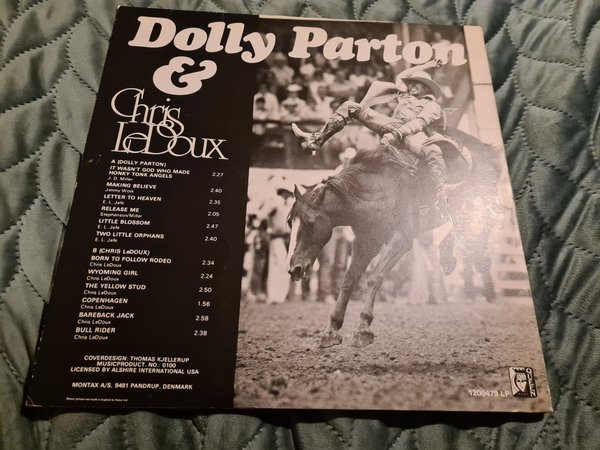 Dolly Parton
&
Chris
LeDoux
A (DOLLY PARTON)
IT WASN'T GOD WHO MADE
HONKY TONK ANGELS 2.27
J. D. Miller
MAKING BELIEVE 2.40
Jimmy Work
LETTER TO HEAVEN 2.35
E. L. Jefe
RELEASE ME 2.05
Stephenson/Miller
LITTLE BLOSSOM 2.47
E. L. Jefe
TWO LITTLE ORPHANS 2.40
E. L. Jefe
B (CHRIS LeDOUX)
BORN TO FOLLOW RODEO 2.34
Chris LeDoux
WYOMING GIRL 2.24
Chris LeDoux
THE YELLOW STUD 2.50
Chris LeDoux
COPENHAGEN 1.56
Chris LeDoux
BAREBACK JACK 2.58
Chris LeDoux
BULL RIDER 2.38
Chris LeDoux
COVERDESIGN: THOMAS KJELLERUP
MUSICPRODUCT. NO. 0100
LICENSED BY ALSHIRE INTERNATIONAL USA
MONTAX A/S. 9491 PANDRUP, DENMARK
1200479 LP
QUEEN